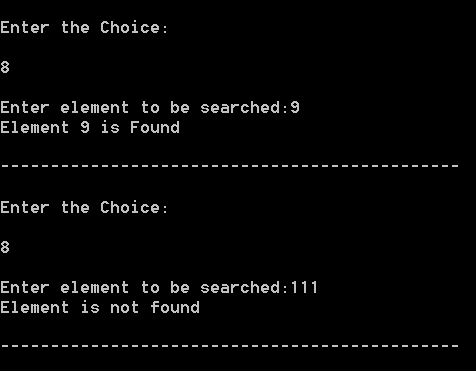 Enter the Choice:
8
Enter element to be searched:9
Element 9 is Found
----------------------------------------------
Enter the Choice:
8
Enter element to be searched:111
Element is not found
----------------------------------------------